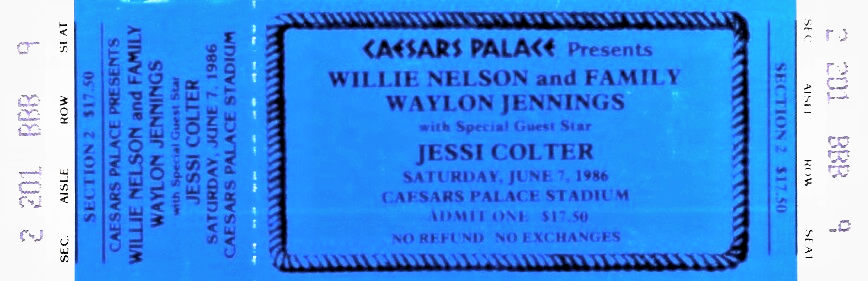 SEC. AISLE ROW SEAT
2 201 BBB 9
SECTION 2 $17.50
CAESARS PALACE PRESENTS
WILLIE NELSON and FAMILY
WAYLON JENNINGS
with Special Guest Star
JESSI COLTER
SATURDAY, JUNE 7, 1986
CAESARS PALACE STADIUM
CAESARS PALACE Presents
WILLIE NELSON and FAMILY
WAYLON JENNINGS
with Special Guest Star
JESSI COLTER
SATURDAY, JUNE 7, 1986
CAESARS PALACE STADIUM
ADMIT ONE $17.50
NO REFUND NO EXCHANGES
SECTION 2 $17.50
SEC. AISLE ROW SEAT
2 201 BBB 9